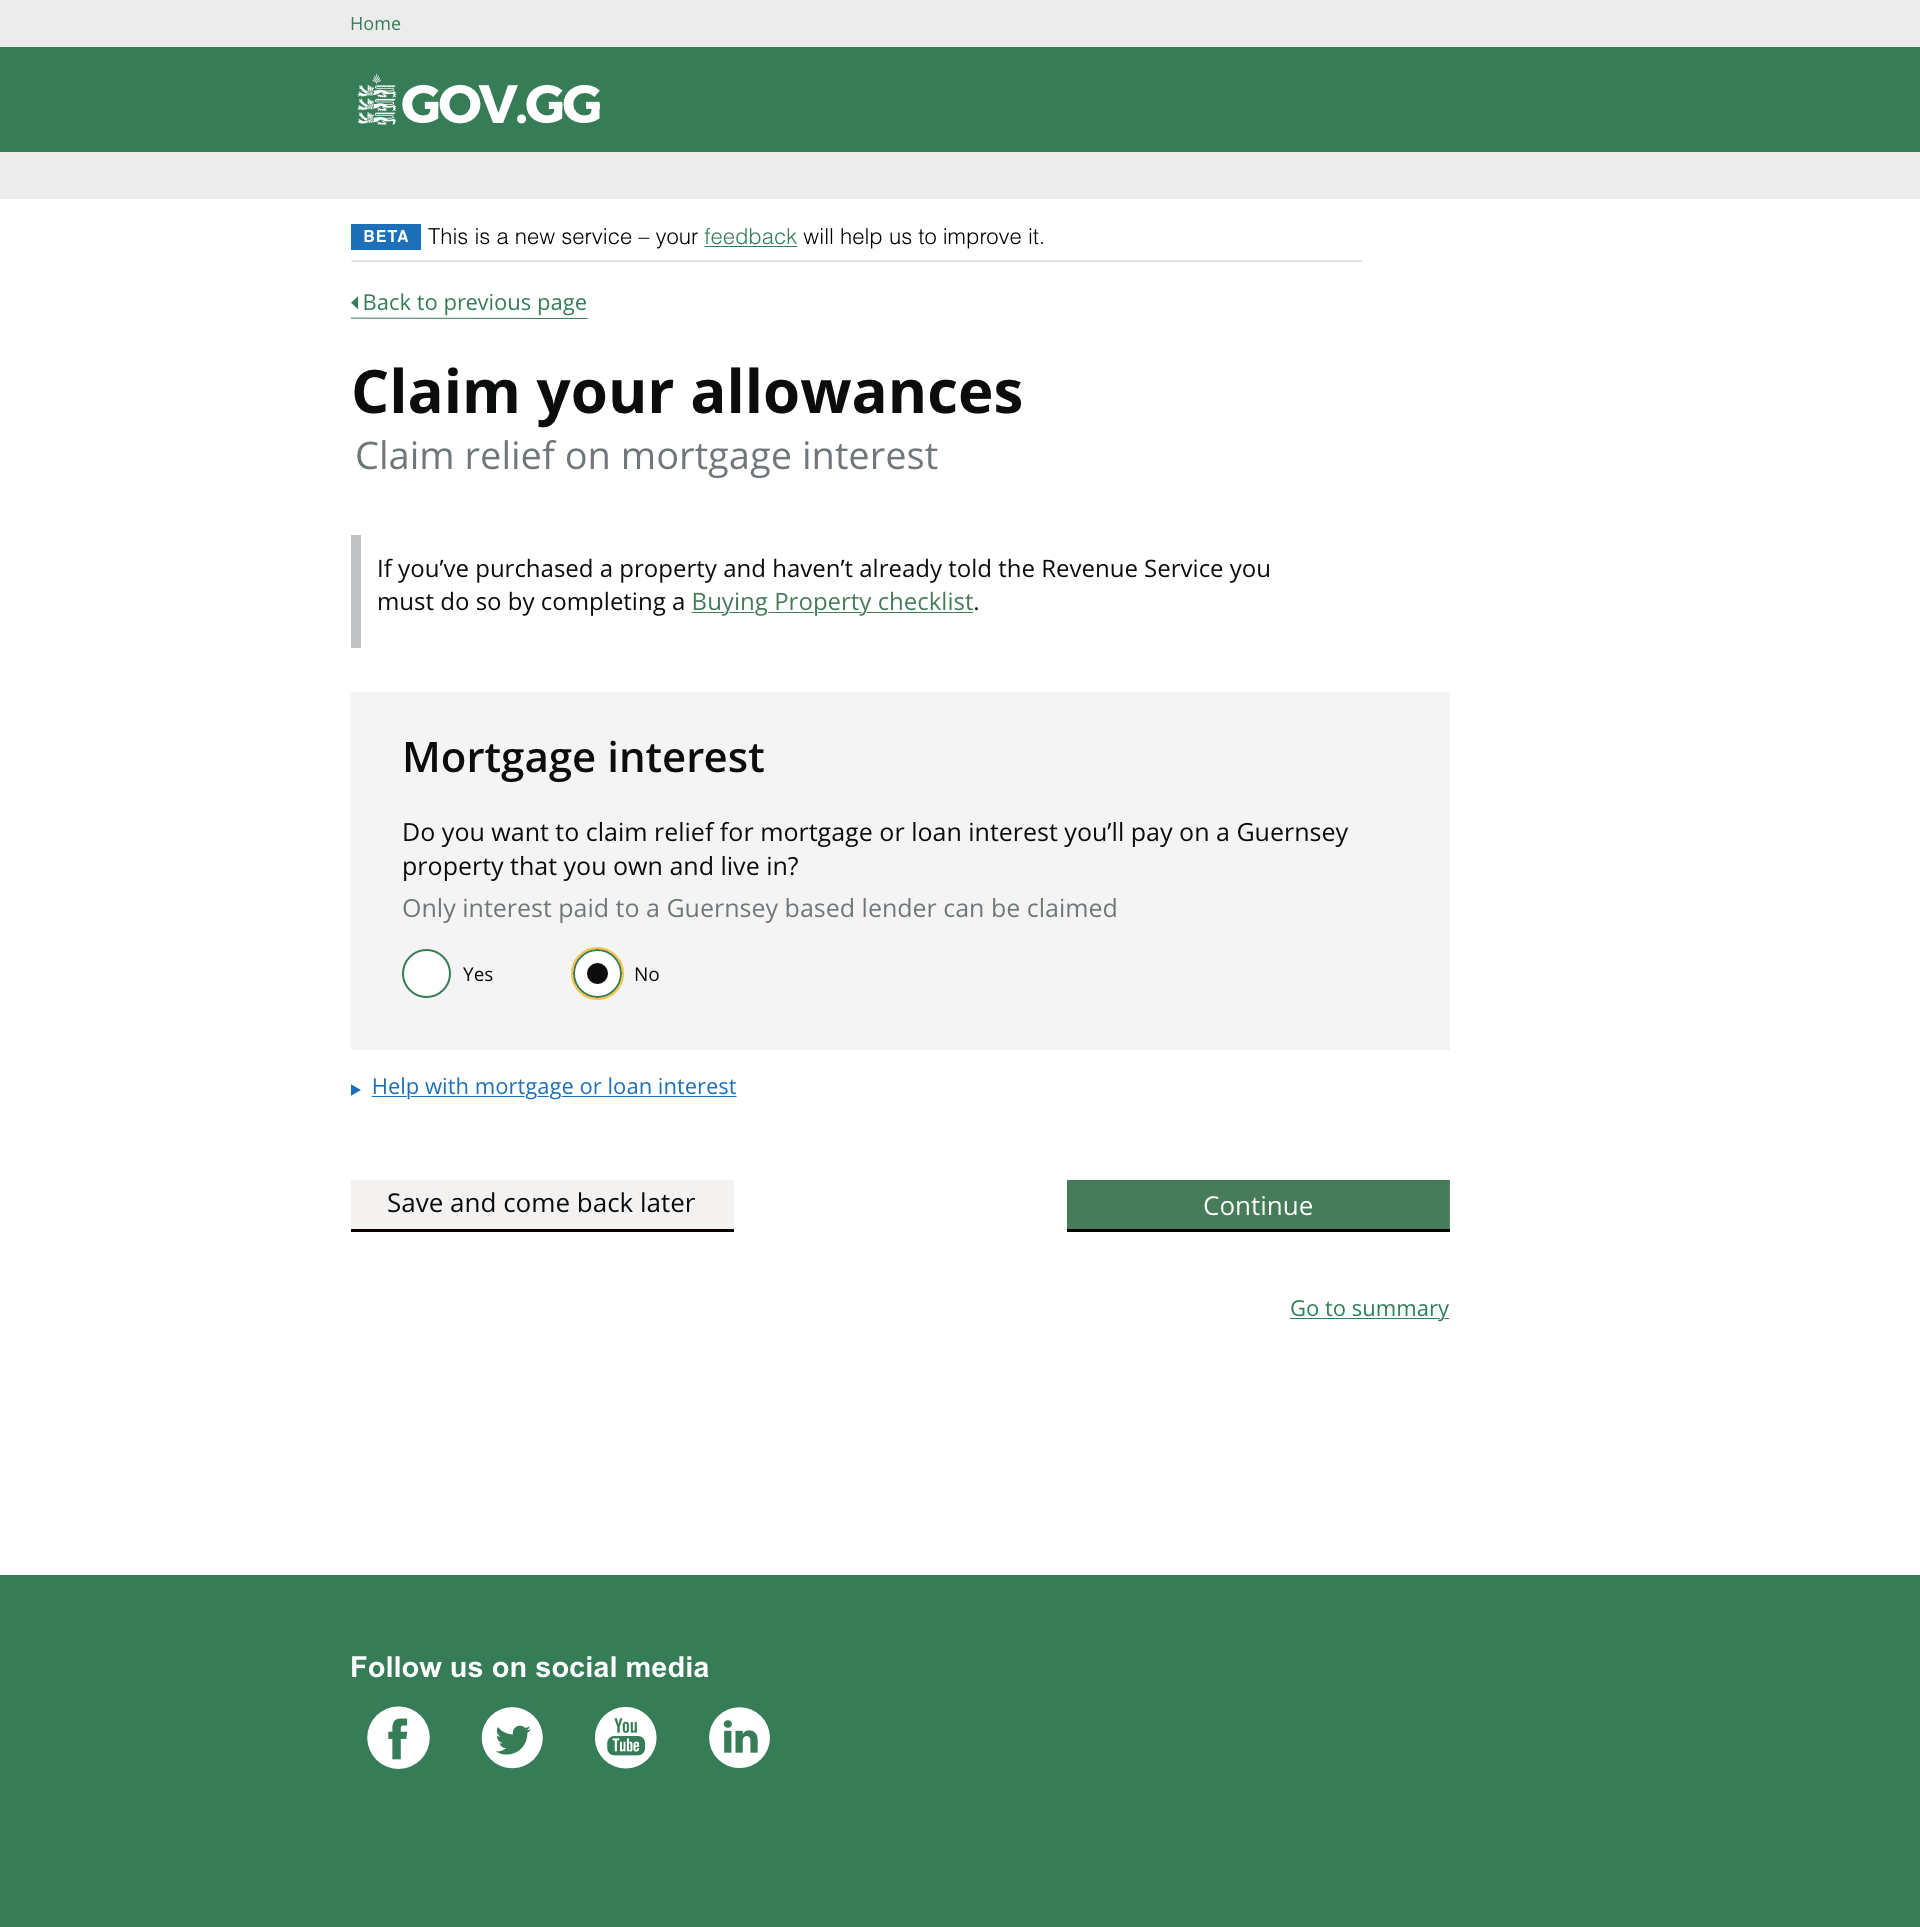 Home
GOV.GG
BETA This is a new service – your feedback will help us to improve it.
Back to previous page
Claim your allowances
Claim relief on mortgage interest
If you’ve purchased a property and haven’t already told the Revenue Service you
must do so by completing a Buying Property checklist.
Mortgage interest
Do you want to claim relief for mortgage or loan interest you’ll pay on a Guernsey
property that you own and live in?
Only interest paid to a Guernsey based lender can be claimed
Yes No
Help with mortgage or loan interest
Save and come back later Continue
Go to summary
Follow us on social media
f You Tube in